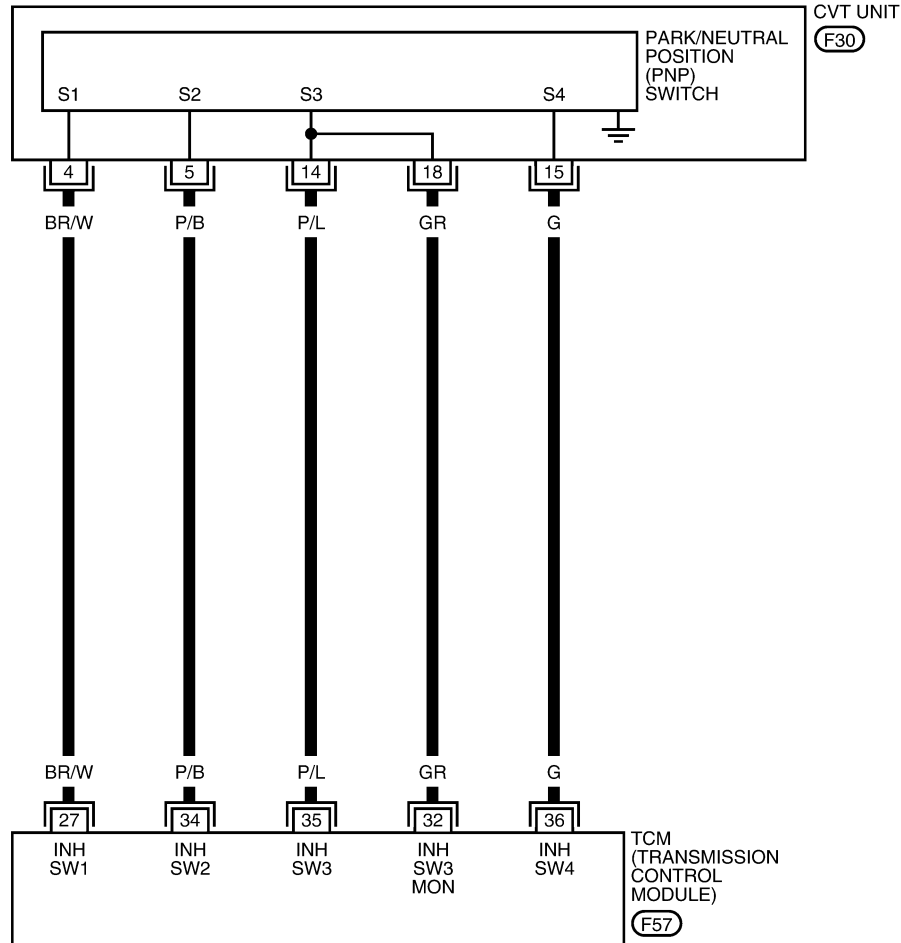 CVT UNIT
F30
PARK/NEUTRAL
POSITION
(PNP)
SWITCH
S1 S2 S3 S4
4 5 14 18 15
BR/W P/B P/L GR G
BR/W P/B P/L GR G
27 34 35 32 36
INH SW1
INH SW2
INH SW3
INH SW3 MON
INH SW4
TCM
(TRANSMISSION
CONTROL
MODULE)
F57